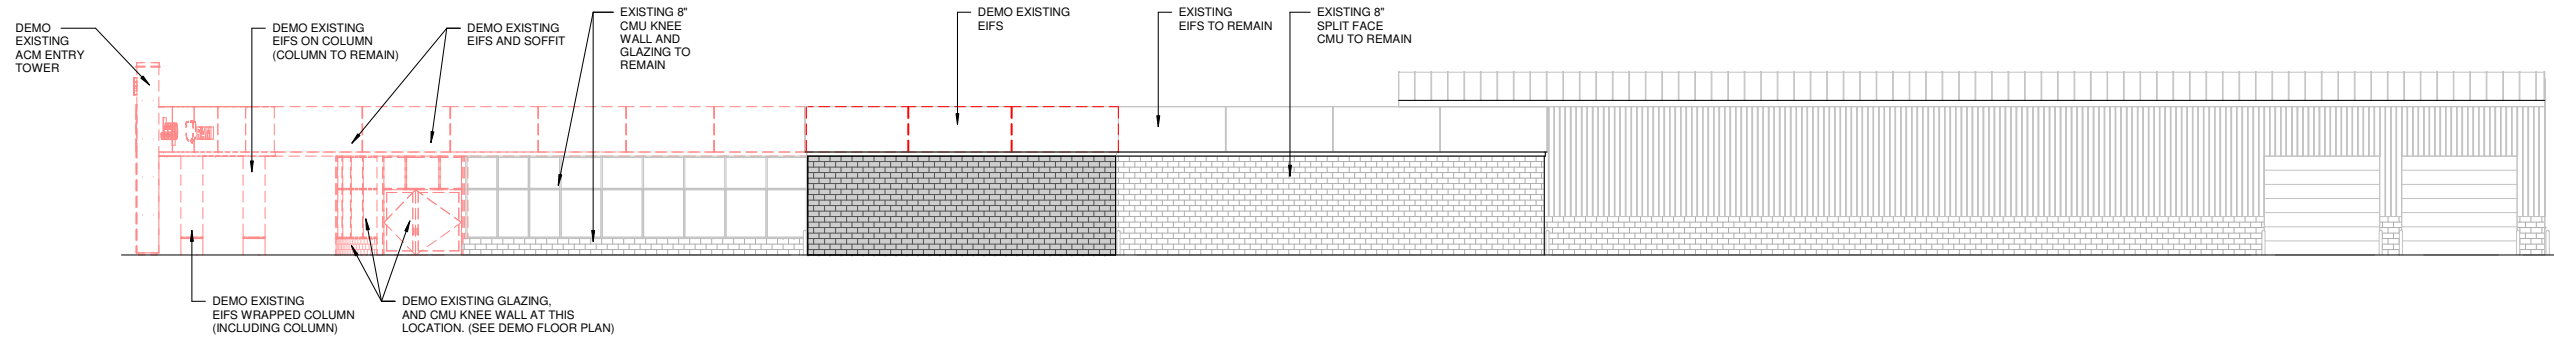 DEMO
EXISTING
ACM ENTRY
TOWER
DEMO EXISTING
EIFS ON COLUMN
(COLUMN TO REMAIN)
DEMO EXISTING
EIFS AND SOFFIT
EXISTING 8"
CMU KNEE
WALL AND
GLAZING TO
REMAIN
DEMO EXISTING
EIFS
EXISTING
EIFS TO REMAIN
EXISTING 8"
SPLIT FACE
CMU TO REMAIN
DEMO EXISTING
EIFS WRAPPED COLUMN
(INCLUDING COLUMN)
DEMO EXISTING GLAZING,
AND CMU KNEE WALL AT THIS
LOCATION. (SEE DEMO FLOOR PLAN)